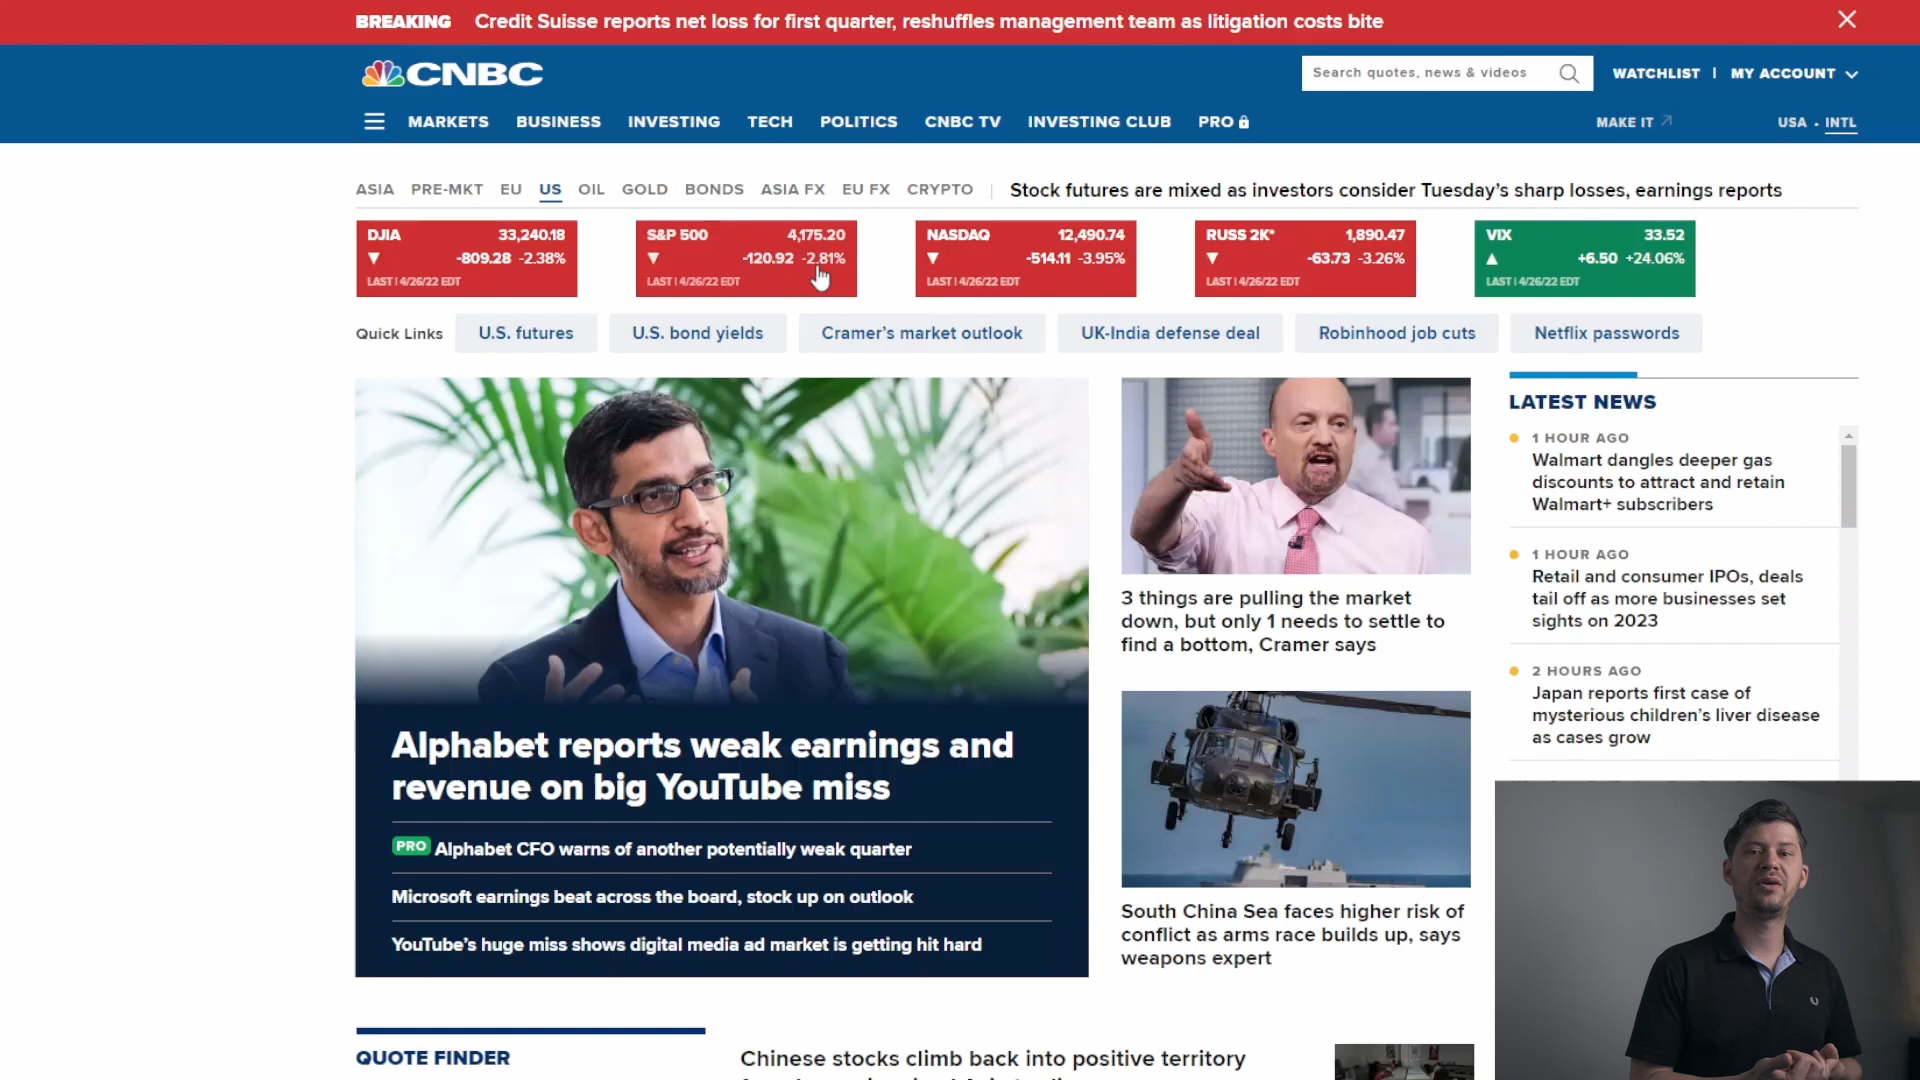 BREAKING Credit Suisse reports net loss for first quarter, reshuffles management team as litigation costs bite
CNBC
Search quotes, news & videos
WATCHLIST | MY ACCOUNT
MARKETS BUSINESS INVESTING TECH POLITICS CNBC TV INVESTING CLUB PRO
MAKE IT
USA • INTL
ASIA PRE-MKT EU US OIL GOLD BONDS ASIA FX EU FX CRYPTO
Stock futures are mixed as investors consider Tuesday's sharp losses, earnings reports
DJIA 33,240.18
-809.28 -2.38%
LAST | 4/26/22 EDT
S&P 500 4,175.20
-120.92 -2.81%
LAST | 4/26/22 EDT
NASDAQ 12,490.74
-514.11 -3.95%
LAST | 4/26/22 EDT
RUSS 2K* 1,890.47
-63.73 -3.26%
LAST | 4/26/22 EDT
VIX 33.52
+6.50 +24.06%
LAST | 4/26/22 EDT
Quick Links
U.S. futures
U.S. bond yields
Cramer's market outlook
UK-India defense deal
Robinhood job cuts
Netflix passwords
Alphabet reports weak earnings and
revenue on big YouTube miss
PRO Alphabet CFO warns of another potentially weak quarter
Microsoft earnings beat across the board, stock up on outlook
YouTube's huge miss shows digital media ad market is getting hit hard
3 things are pulling the market
down, but only 1 needs to settle to
find a bottom, Cramer says
South China Sea faces higher risk of
conflict as arms race builds up, says
weapons expert
LATEST NEWS
1 HOUR AGO
Walmart dangles deeper gas
discounts to attract and retain
Walmart+ subscribers
1 HOUR AGO
Retail and consumer IPOs, deals
tail off as more businesses set
sights on 2023
2 HOURS AGO
Japan reports first case of
mysterious children's liver disease
as cases grow
QUOTE FINDER
Chinese stocks climb back into positive territory